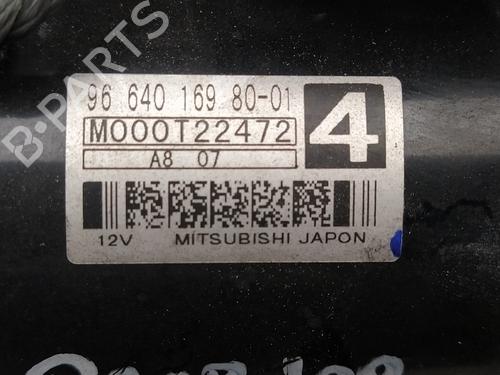 B-PARTS
96 640 169 80-01
M000T22472
4
A8 07
12V MITSUBISHI JAPON